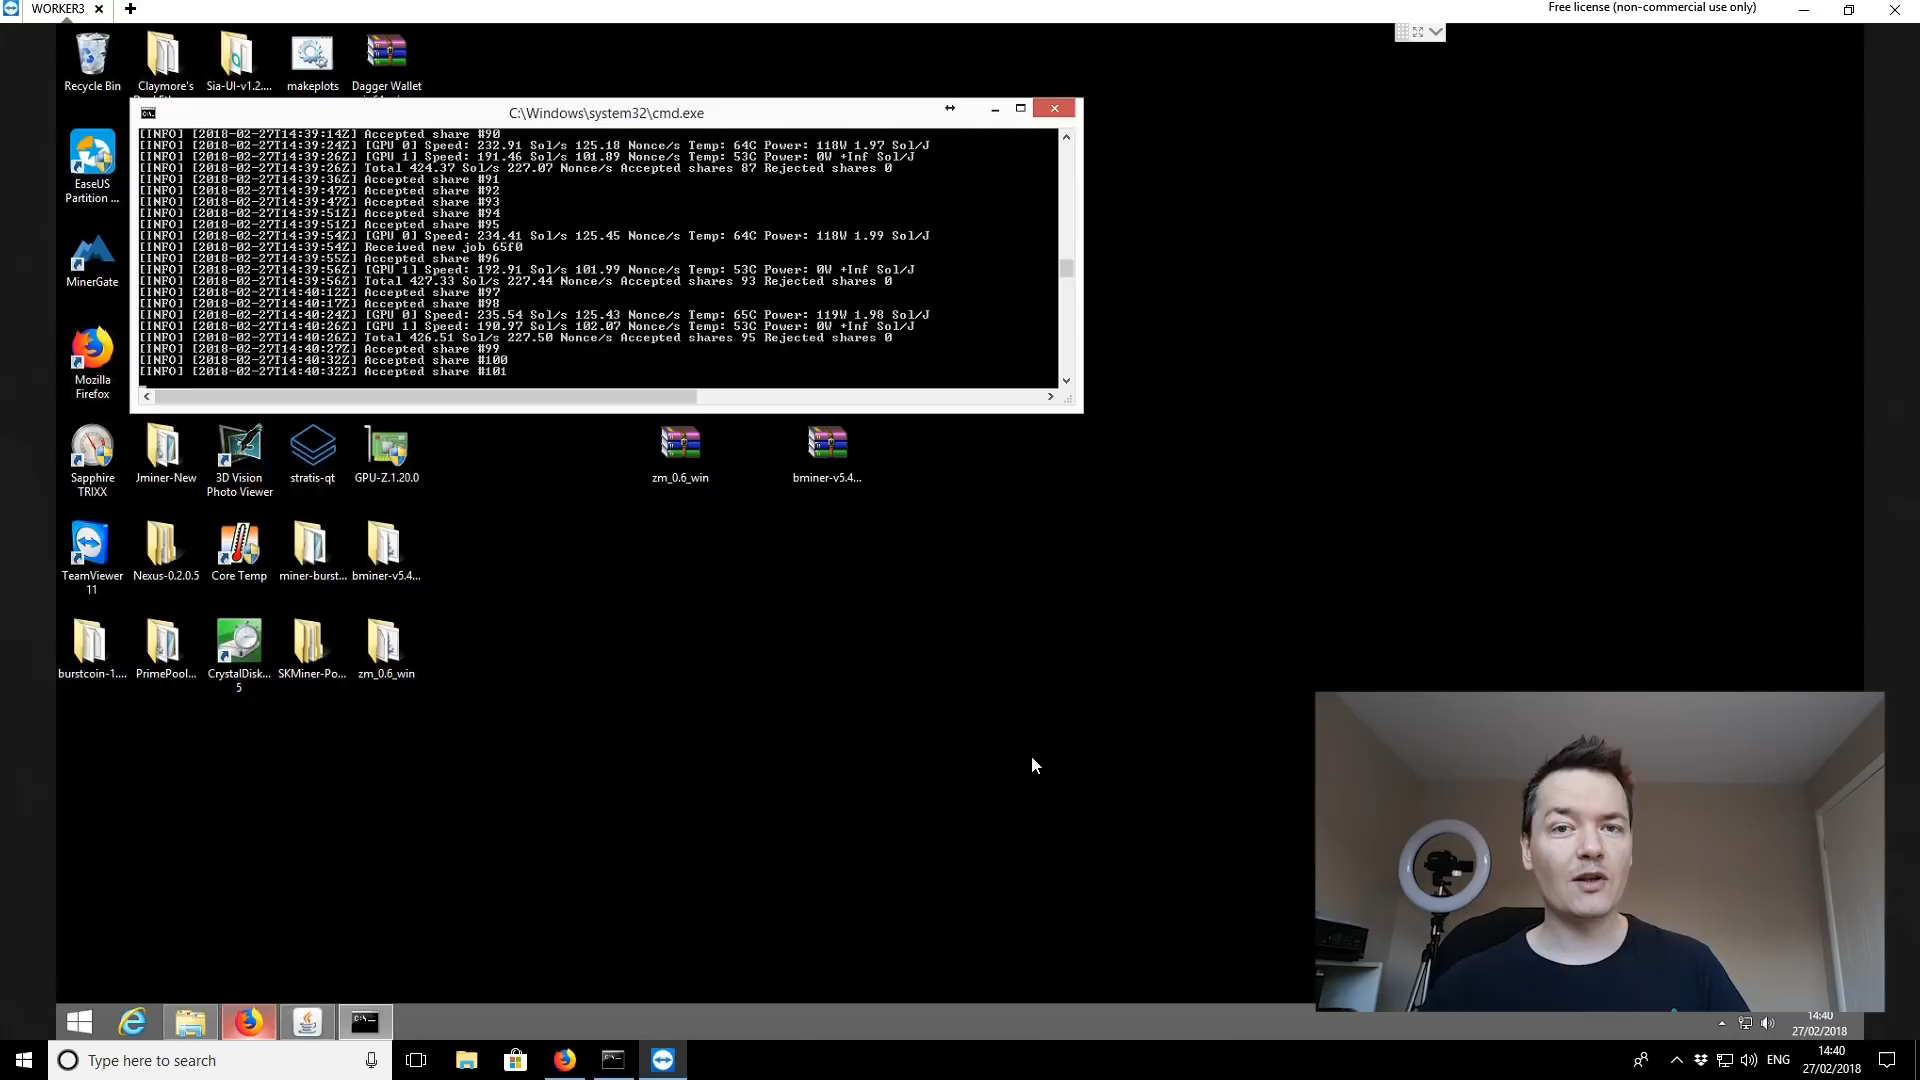 WORKER3
Free license (non-commercial use only)
Recycle Bin
Claymore's
Sia-UI-v1.2....
makeplots
Dagger Wallet
C:\Windows\system32\cmd.exe
[INFO] [2018-02-27T14:39:14Z] Accepted share #90
[INFO] [2018-02-27T14:39:24Z] [GPU 0] Speed: 232.91 Sol/s 125.18 Nonce/s Temp: 64C Power: 118W 1.97 Sol/J
[INFO] [2018-02-27T14:39:26Z] [GPU 1] Speed: 191.46 Sol/s 101.89 Nonce/s Temp: 53C Power: 0W +Inf Sol/J
[INFO] [2018-02-27T14:39:26Z] Total 424.37 Sol/s 227.07 Nonce/s Accepted shares 87 Rejected shares 0
[INFO] [2018-02-27T14:39:36Z] Accepted share #91
[INFO] [2018-02-27T14:39:47Z] Accepted share #92
[INFO] [2018-02-27T14:39:47Z] Accepted share #93
[INFO] [2018-02-27T14:39:51Z] Accepted share #94
[INFO] [2018-02-27T14:39:51Z] Accepted share #95
[INFO] [2018-02-27T14:39:54Z] [GPU 0] Speed: 234.41 Sol/s 125.45 Nonce/s Temp: 64C Power: 118W 1.99 Sol/J
[INFO] [2018-02-27T14:39:54Z] Received new job 65f0
[INFO] [2018-02-27T14:39:55Z] Accepted share #96
[INFO] [2018-02-27T14:39:56Z] [GPU 1] Speed: 192.91 Sol/s 101.99 Nonce/s Temp: 53C Power: 0W +Inf Sol/J
[INFO] [2018-02-27T14:39:56Z] Total 427.33 Sol/s 227.44 Nonce/s Accepted shares 93 Rejected shares 0
[INFO] [2018-02-27T14:40:12Z] Accepted share #97
[INFO] [2018-02-27T14:40:17Z] Accepted share #98
[INFO] [2018-02-27T14:40:24Z] [GPU 0] Speed: 235.54 Sol/s 125.43 Nonce/s Temp: 65C Power: 119W 1.98 Sol/J
[INFO] [2018-02-27T14:40:26Z] [GPU 1] Speed: 190.97 Sol/s 102.07 Nonce/s Temp: 53C Power: 0W +Inf Sol/J
[INFO] [2018-02-27T14:40:26Z] Total 426.51 Sol/s 227.50 Nonce/s Accepted shares 95 Rejected shares 0
[INFO] [2018-02-27T14:40:27Z] Accepted share #99
[INFO] [2018-02-27T14:40:32Z] Accepted share #100
[INFO] [2018-02-27T14:40:32Z] Accepted share #101
EaseUS
Partition ...
MinerGate
Mozilla
Firefox
Sapphire
TRIXX
Jminer-New
3D Vision
Photo Viewer
stratis-qt
GPU-Z.1.20.0
zm_0.6_win
bminer-v5.4...
TeamViewer
11
Nexus-0.2.0.5
Core Temp
miner-burst...
bminer-v5.4...
burstcoin-1....
PrimePool...
CrystalDisk...
5
SKMiner-Po...
zm_0.6_win
14:40
27/02/2018
Type here to search
ENG
14:40
27/02/2018